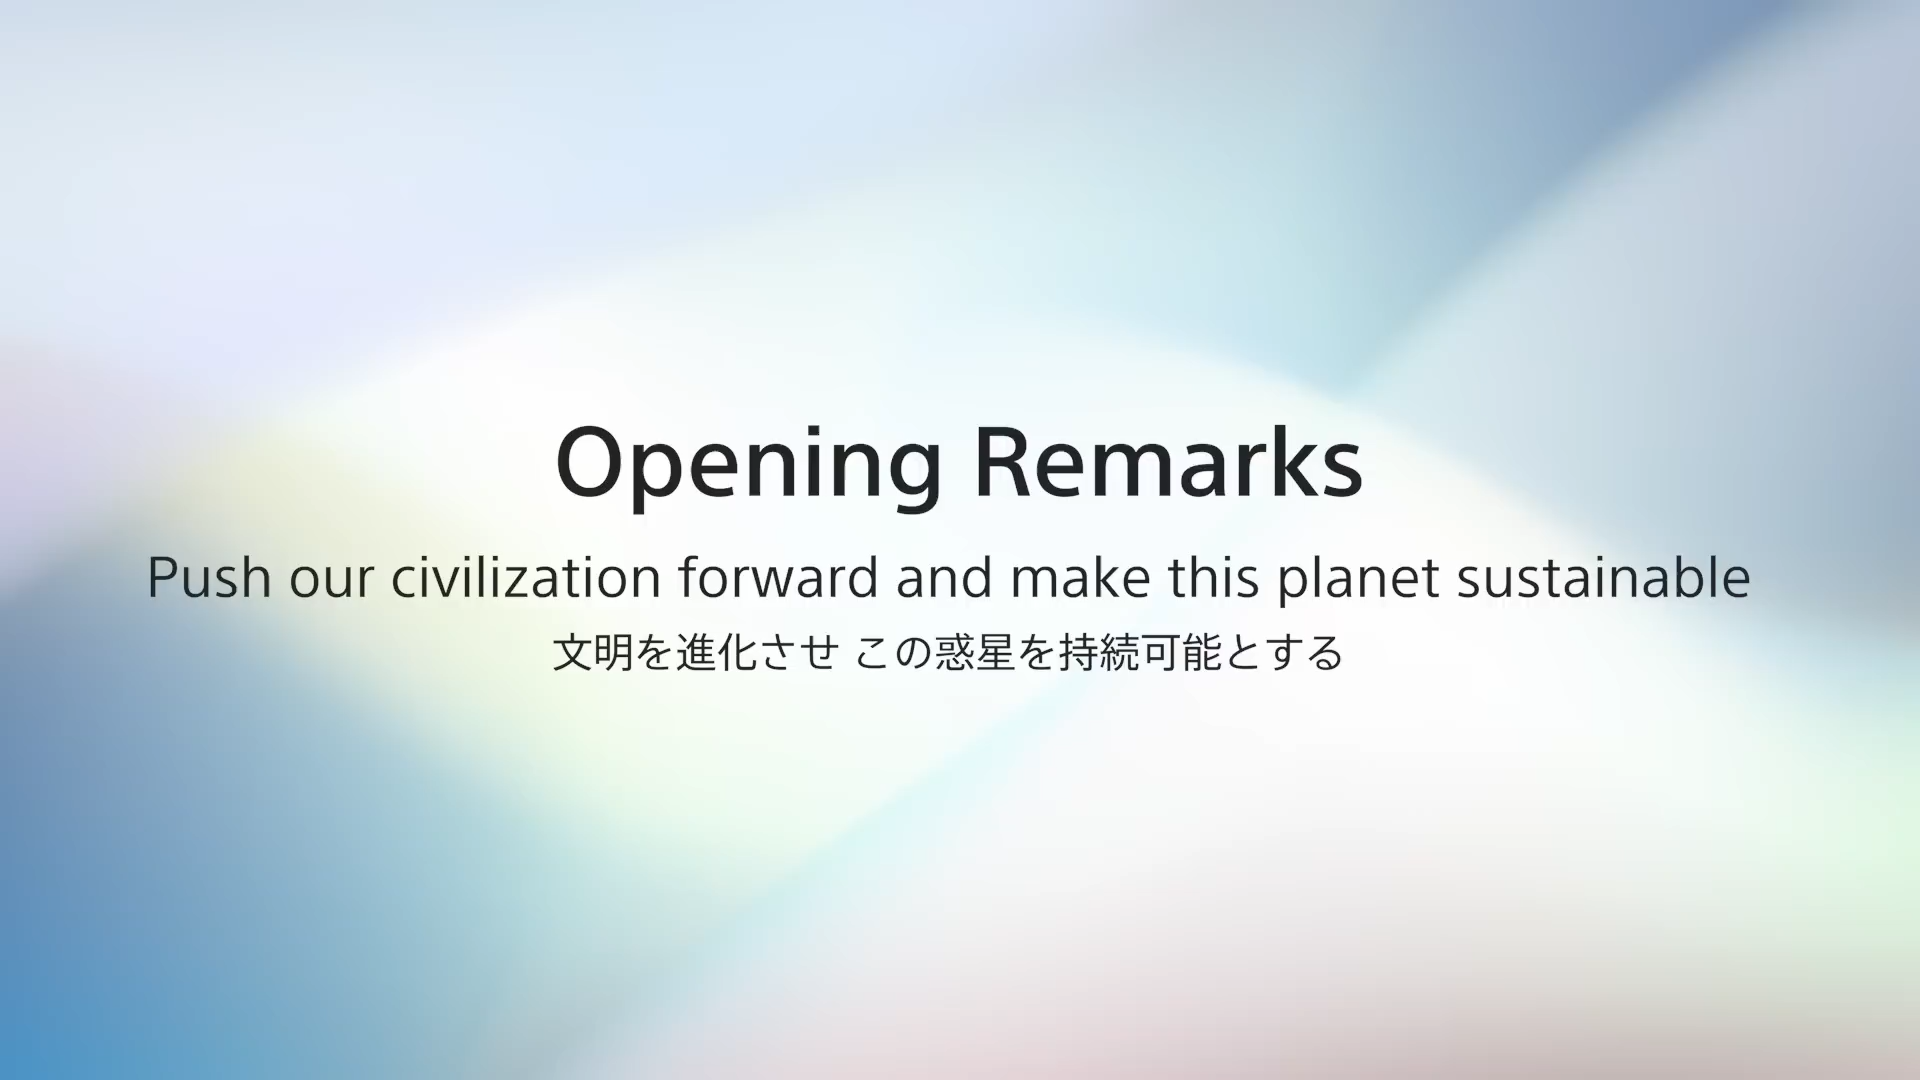 Opening Remarks
Push our civilization forward and make this planet sustainable
文明を進化させ この惑星を持続可能とする